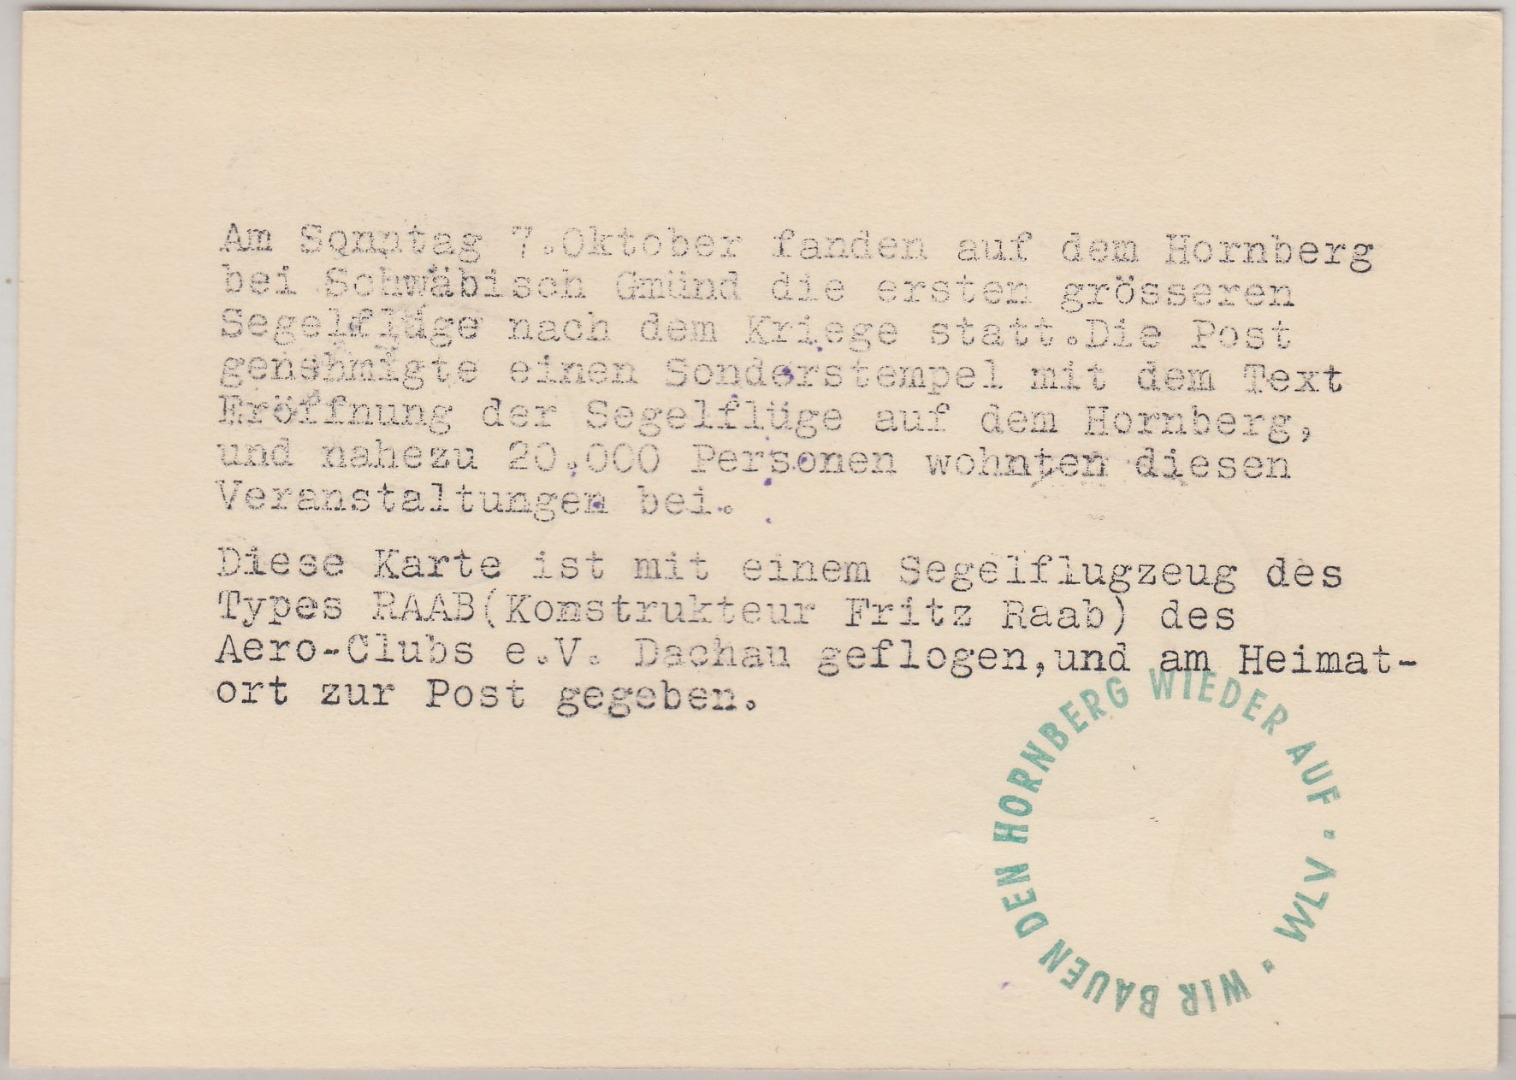 Am Sonntag 7.Oktober fanden auf dem Hornberg
bei Schwäbisch Gmünd die ersten grösseren
Segelflüge nach dem Kriege statt.Die Post
genehmigte einen Sonderstempel mit dem Text
Eröffnung der Segelflüge auf dem Hornberg,
und nahezu 20.000 Personen wohnten diesen
Veranstaltungen bei.
Diese Karte ist mit einem Segelflugzeug des
Types RAAB(Konstrukteur Fritz Raab) des
Aero-Clubs e.V. Dachau geflogen,und am Heimat-
ort zur Post gegeben.
WIR BAUEN DEN HORNBERG WIEDER AUF · WLV ·